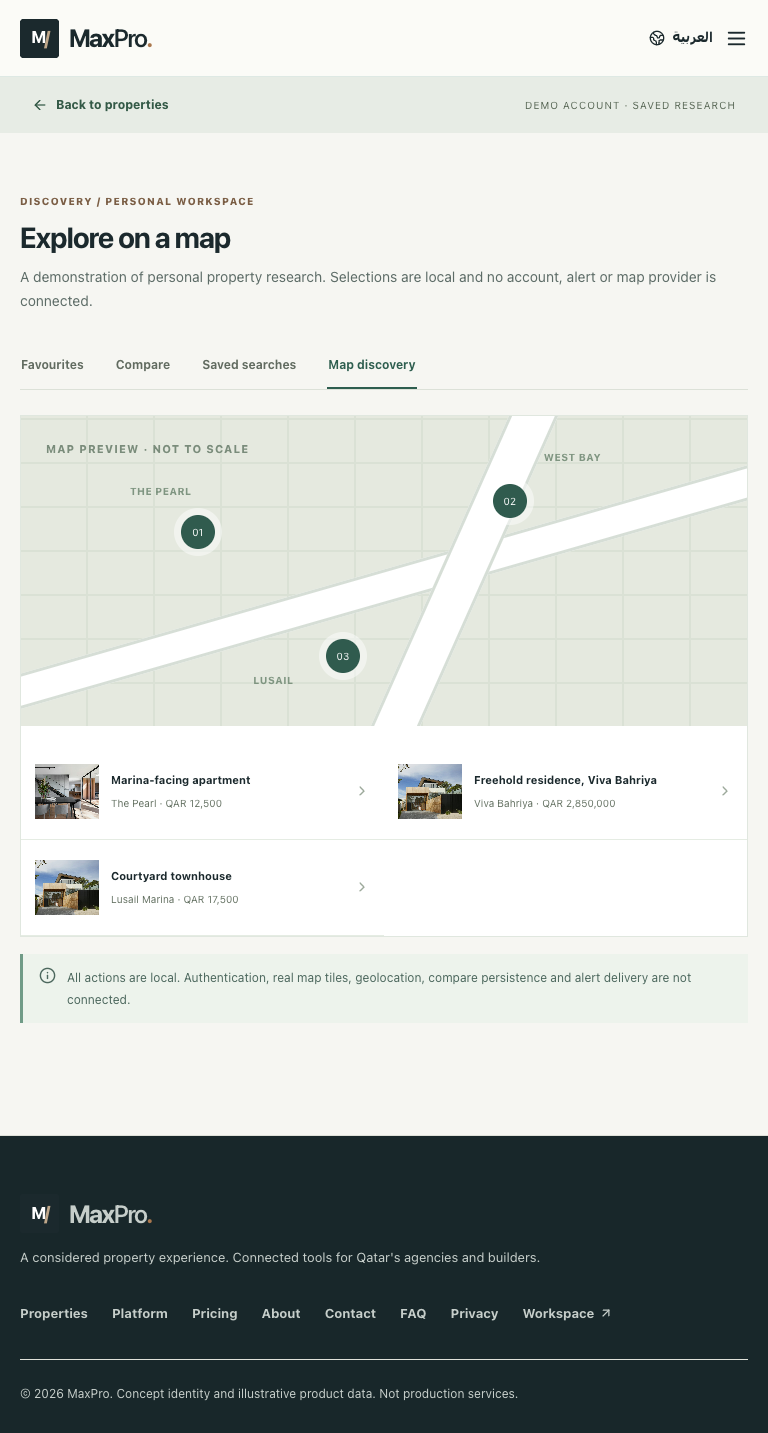 M/ MaxPro.
العربية
Back to properties
DEMO ACCOUNT · SAVED RESEARCH
DISCOVERY / PERSONAL WORKSPACE
Explore on a map
A demonstration of personal property research. Selections are local and no account, alert or map provider is
connected.
Favourites Compare Saved searches Map discovery
MAP PREVIEW · NOT TO SCALE
WEST BAY
THE PEARL
02
01
03
LUSAIL
Marina-facing apartment
The Pearl · QAR 12,500
Freehold residence, Viva Bahriya
Viva Bahriya · QAR 2,850,000
Courtyard townhouse
Lusail Marina · QAR 17,500
All actions are local. Authentication, real map tiles, geolocation, compare persistence and alert delivery are not
connected.
M/ MaxPro.
A considered property experience. Connected tools for Qatar's agencies and builders.
Properties Platform Pricing About Contact FAQ Privacy Workspace
© 2026 MaxPro. Concept identity and illustrative product data. Not production services.